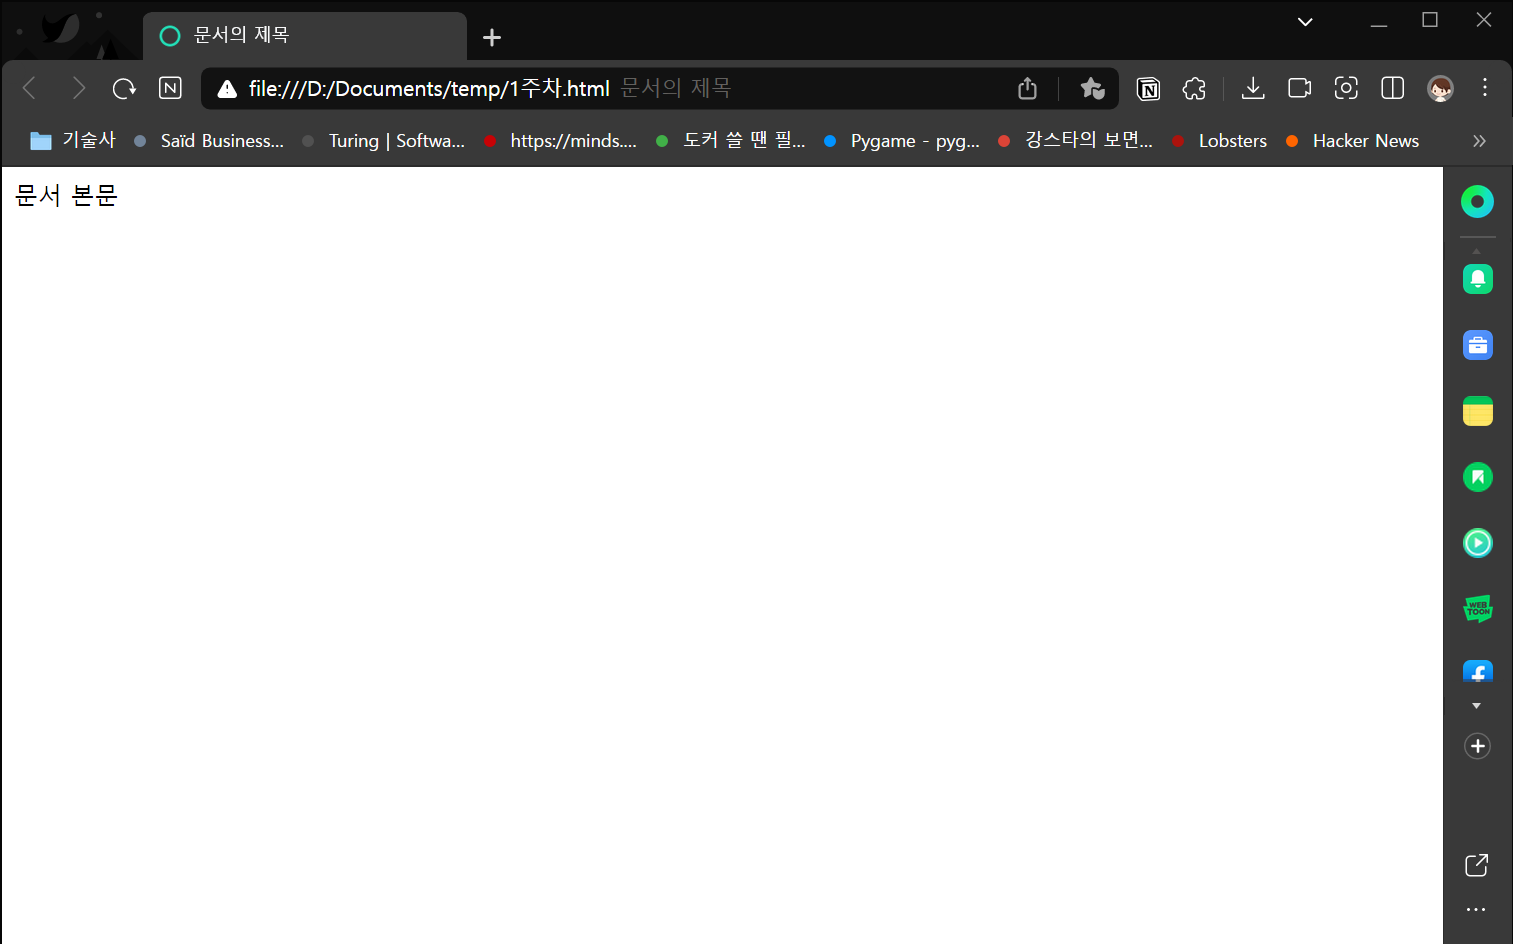 문서의 제목
file:///D:/Documents/temp/1주차.html 문서의 제목
기술사 Saïd Business... Turing | Softwa... https://minds.... 도커 쓸 땐 필... Pygame - pyg... 강스타의 보면... Lobsters Hacker News
문서 본문
WEB
TOON